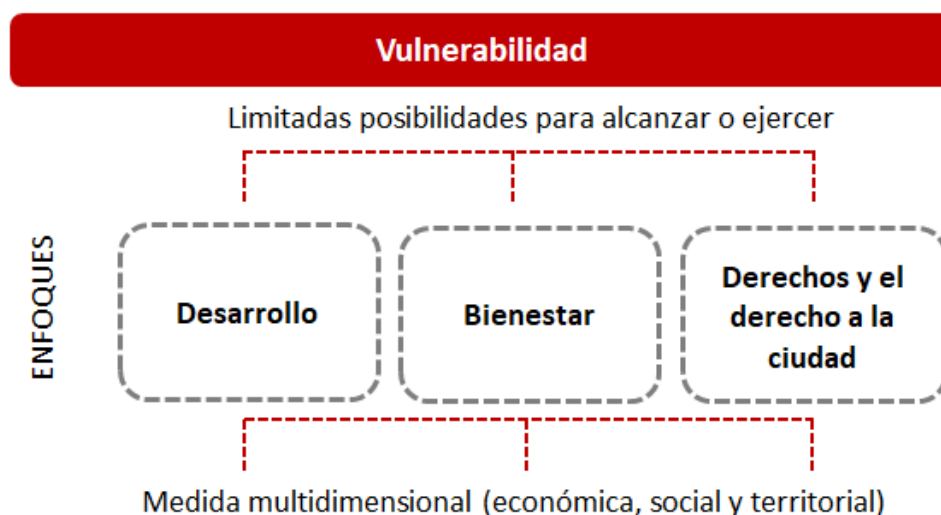 Vulnerabilidad
Limitadas posibilidades para alcanzar o ejercer
ENFOQUES
Desarrollo
Bienestar
Derechos y el
derecho a la
ciudad
Medida multidimensional (económica, social y territorial)